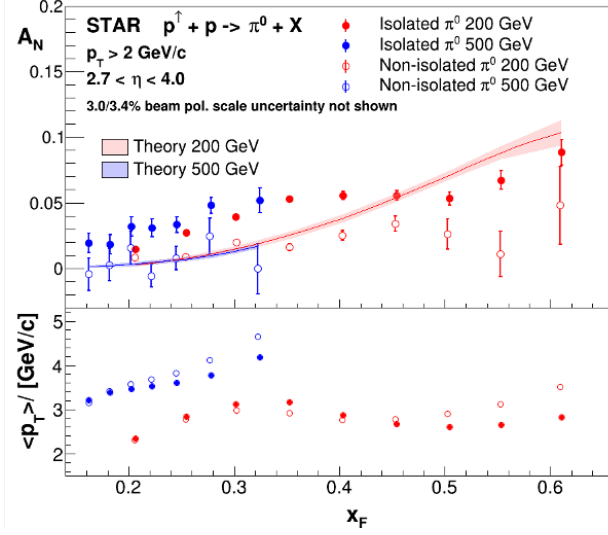 A_N
STAR p↑ + p -> π⁰ + X
p_T > 2 GeV/c
2.7 < η < 4.0
3.0/3.4% beam pol. scale uncertainty not shown
Isolated π⁰ 200 GeV
Isolated π⁰ 500 GeV
Non-isolated π⁰ 200 GeV
Non-isolated π⁰ 500 GeV
Theory 200 GeV
Theory 500 GeV
0.2
0.15
0.1
0.05
0
<p_T>/ [GeV/c]
5
4
3
2
0.2 0.3 0.4 0.5 0.6
x_F